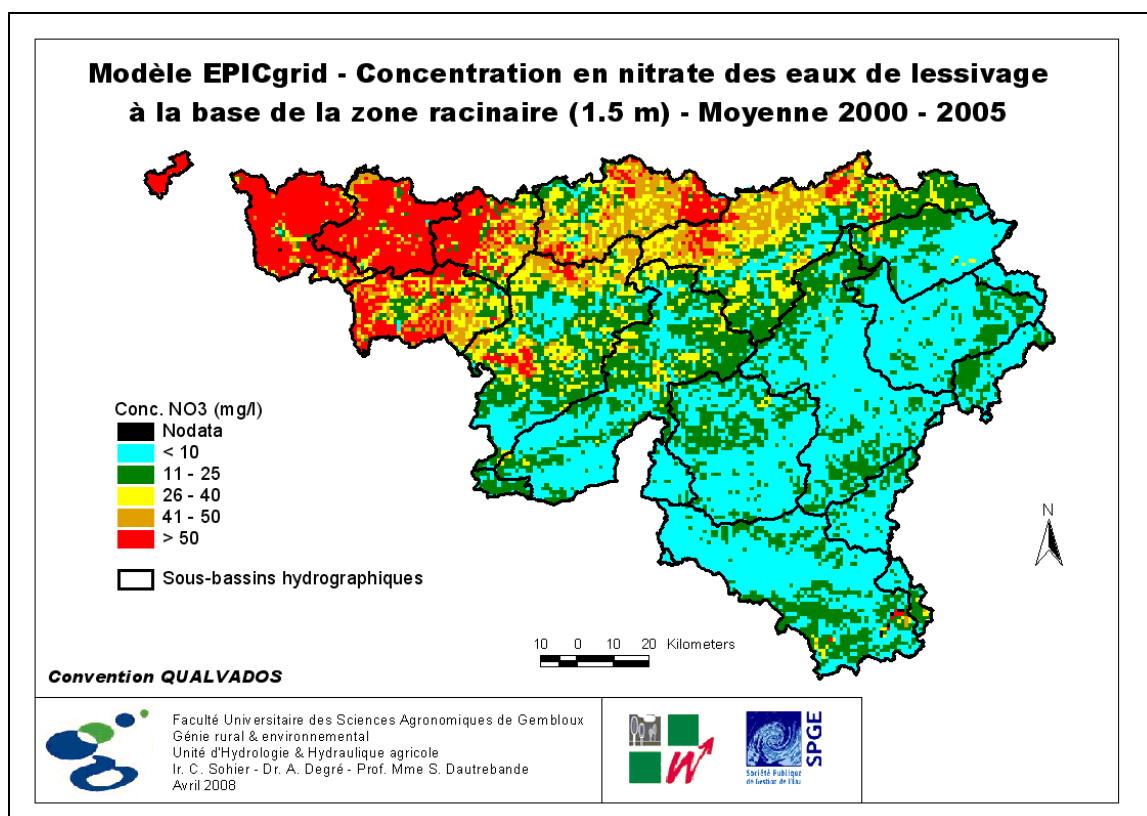 Modèle EPICgrid - Concentration en nitrate des eaux de lessivage
à la base de la zone racinaire (1.5 m) - Moyenne 2000 - 2005
Conc. NO3 (mg/l)
Nodata
< 10
11 - 25
26 - 40
41 - 50
> 50
Sous-bassins hydrographiques
N
10 0 10 20 Kilometers
Convention QUALVADOS
Faculté Universitaire des Sciences Agronomiques de Gembloux
Génie rural & environnemental
Unité d'Hydrologie & Hydraulique agricole
Ir. C. Sohier - Dr. A. Degré - Prof. Mme S. Dautrebande
Avril 2008
W
SPGE
Société Publique
de Gestion de l'Eau